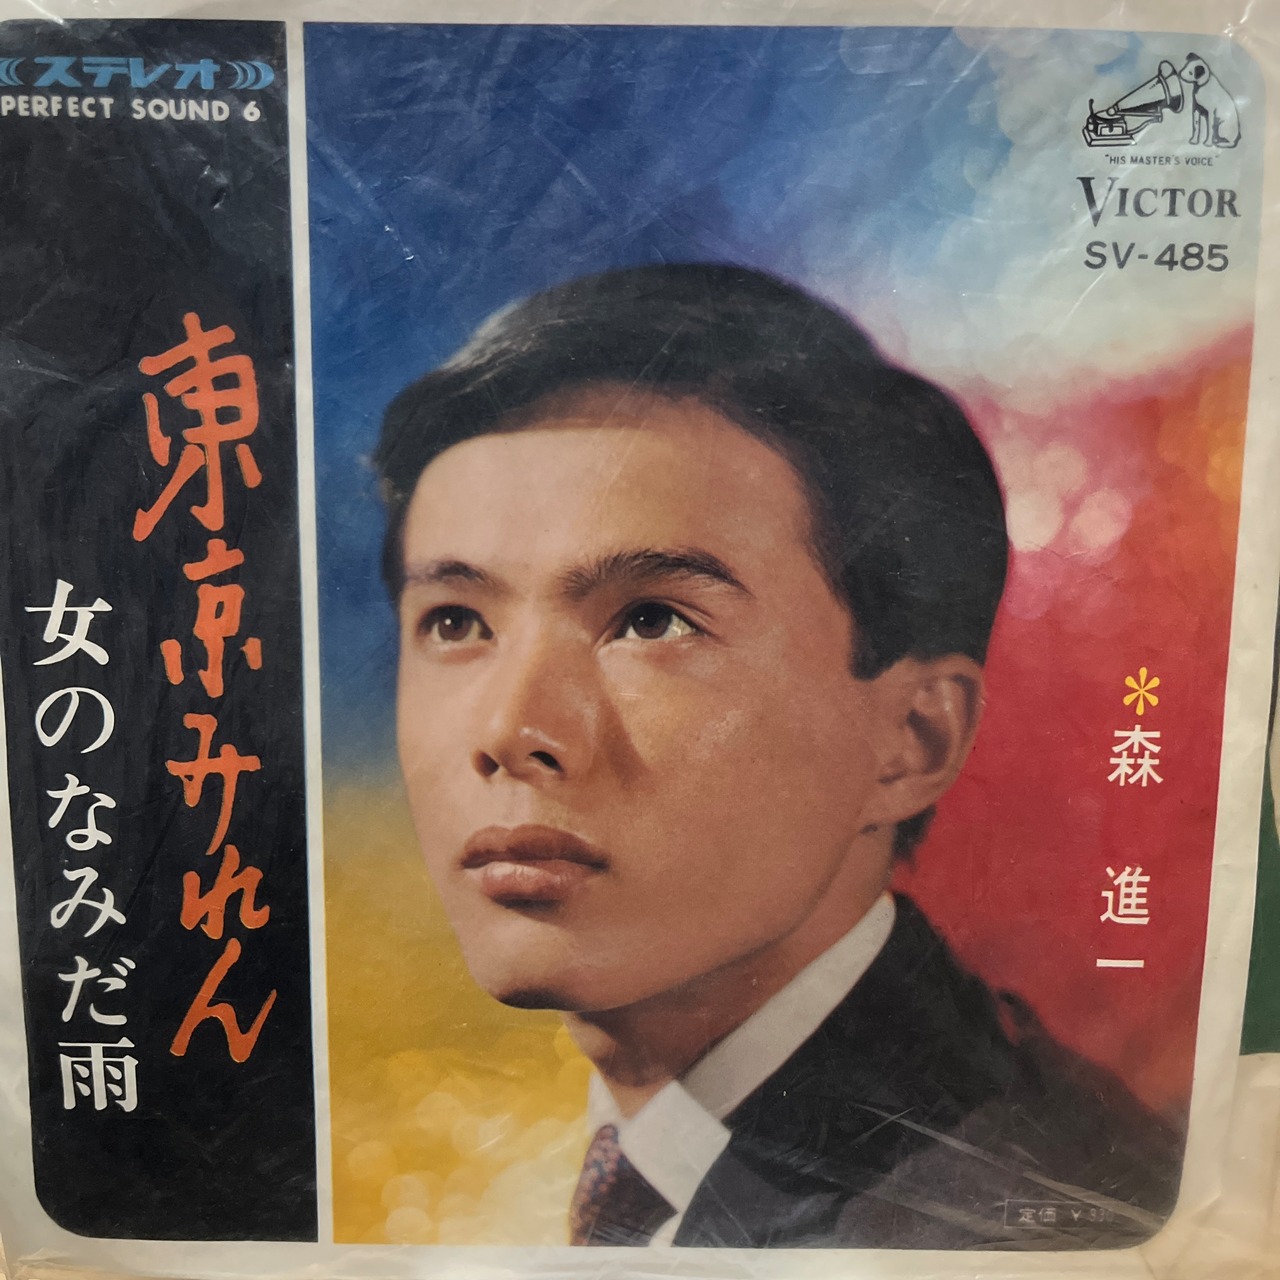 ステレオ
PERFECT SOUND 6
東京みれん
女のなみだ雨
"HIS MASTER'S VOICE"
VICTOR
SV-485
*森 進一
定価 ¥330